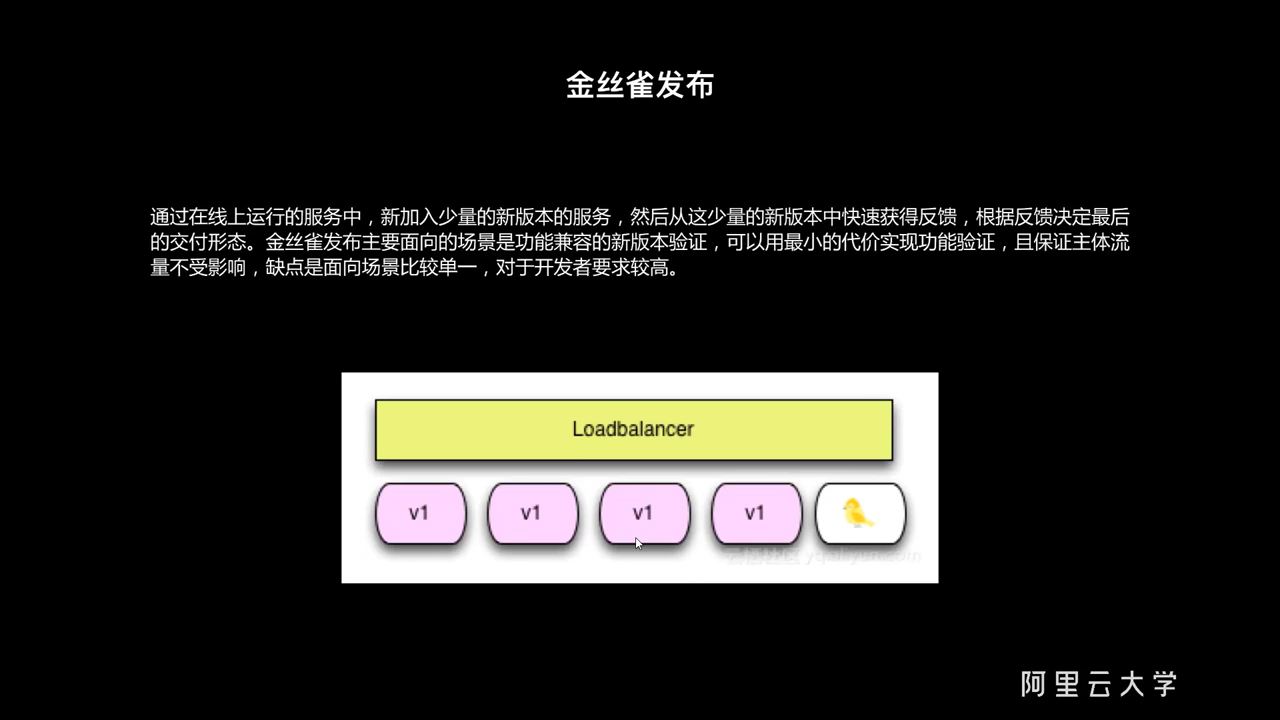 金丝雀发布
通过在线上运行的服务中，新加入少量的新版本的服务，然后从这少量的新版本中快速获得反馈，根据反馈决定最后
的交付形态。金丝雀发布主要面向的场景是功能兼容的新版本验证，可以用最小的代价实现功能验证，且保证主体流
量不受影响，缺点是面向场景比较单一，对于开发者要求较高。
Loadbalancer
v1 v1 v1 v1
云栖社区 yq.aliyun.com
阿里云大学